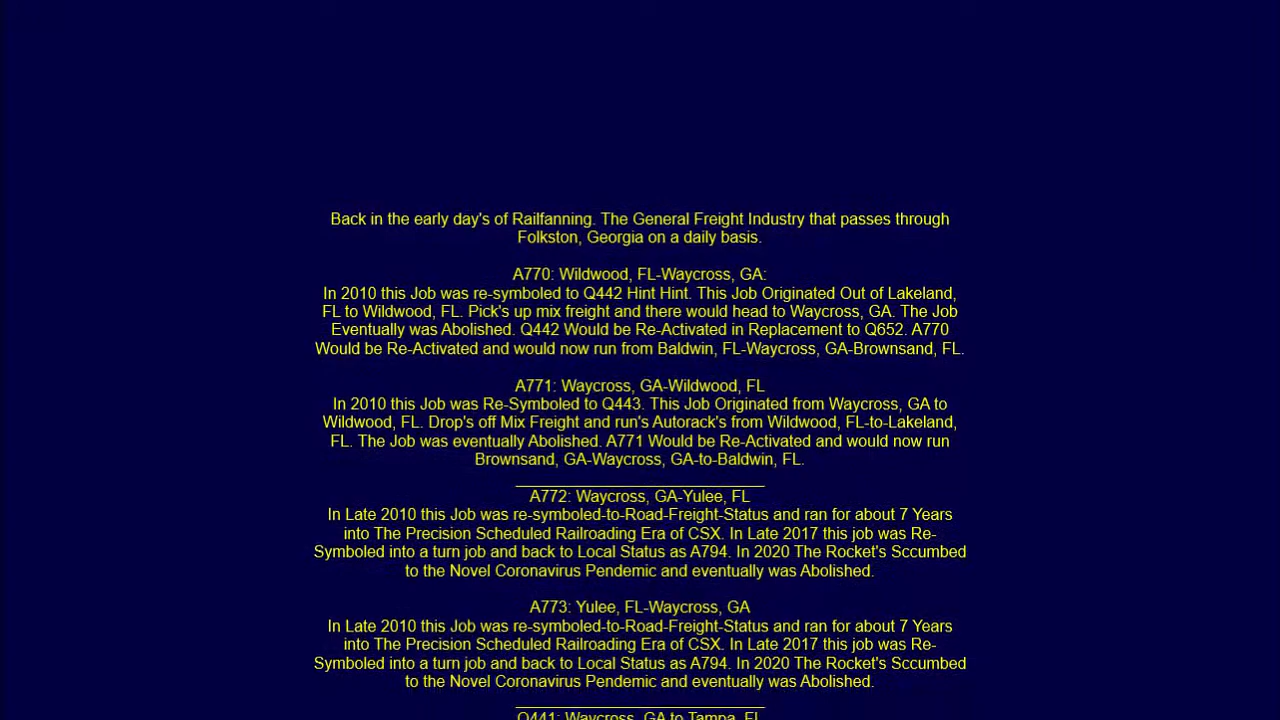 Back in the early day's of Railfanning. The General Freight Industry that passes through
Folkston, Georgia on a daily basis.
A770: Wildwood, FL-Waycross, GA:
In 2010 this Job was re-symboled to Q442 Hint Hint. This Job Originated Out of Lakeland,
FL to Wildwood, FL. Pick's up mix freight and there would head to Waycross, GA. The Job
Eventually was Abolished. Q442 Would be Re-Activated in Replacement to Q652. A770
Would be Re-Activated and would now run from Baldwin, FL-Waycross, GA-Brownsand, FL.
A771: Waycross, GA-Wildwood, FL
In 2010 this Job was Re-Symboled to Q443. This Job Originated from Waycross, GA to
Wildwood, FL. Drop's off Mix Freight and run's Autorack's from Wildwood, FL-to-Lakeland,
FL. The Job was eventually Abolished. A771 Would be Re-Activated and would now run
Brownsand, GA-Waycross, GA-to-Baldwin, FL.
A772: Waycross, GA-Yulee, FL
In Late 2010 this Job was re-symboled-to-Road-Freight-Status and ran for about 7 Years
into The Precision Scheduled Railroading Era of CSX. In Late 2017 this job was Re-
Symboled into a turn job and back to Local Status as A794. In 2020 The Rocket's Sccumbed
to the Novel Coronavirus Pendemic and eventually was Abolished.
A773: Yulee, FL-Waycross, GA
In Late 2010 this Job was re-symboled-to-Road-Freight-Status and ran for about 7 Years
into The Precision Scheduled Railroading Era of CSX. In Late 2017 this job was Re-
Symboled into a turn job and back to Local Status as A794. In 2020 The Rocket's Sccumbed
to the Novel Coronavirus Pendemic and eventually was Abolished.
Q441: Waycross, GA to Tampa, FL